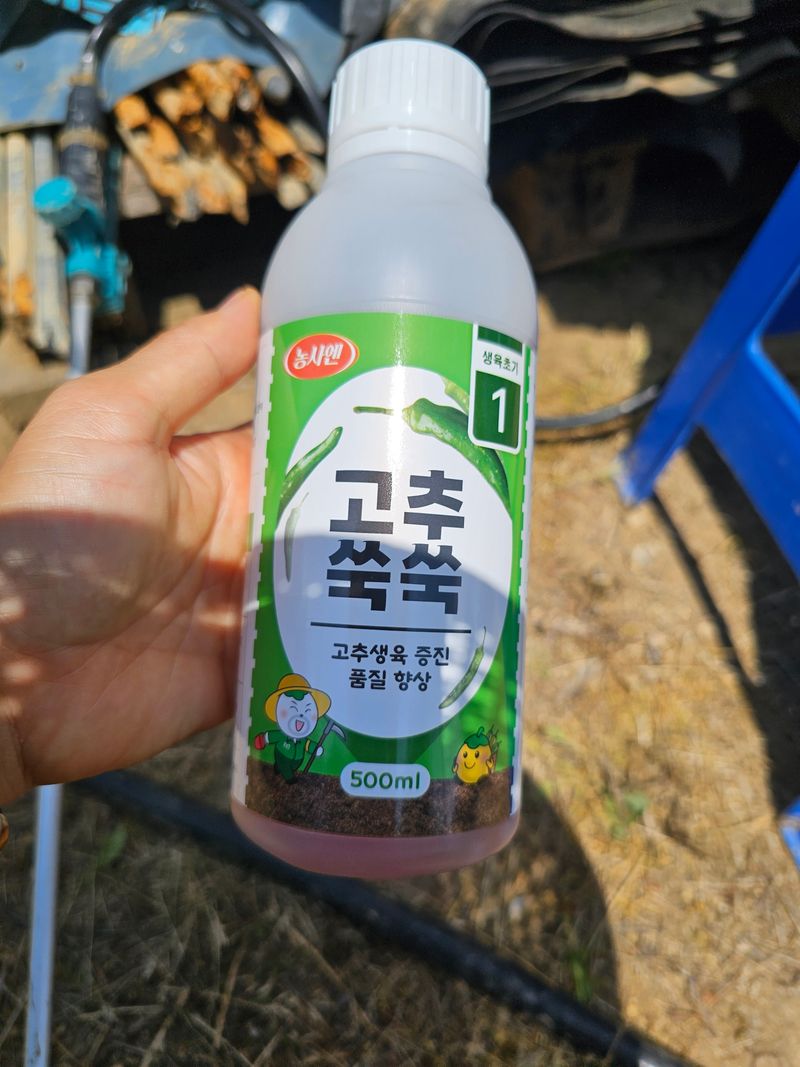 농사엔
생육초기
1
고추
쑥쑥
고추생육 증진
품질 향상
500ml